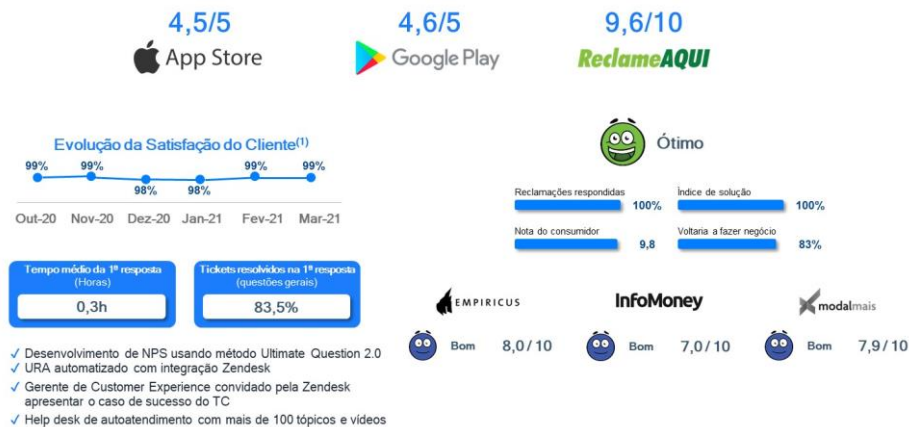 4,5/5
App Store
4,6/5
Google Play
9,6/10
ReclameAQUI
Evolução da Satisfação do Cliente(1)
99% 99% 98% 98% 99% 99%
Out-20 Nov-20 Dez-20 Jan-21 Fev-21 Mar-21
Tempo médio da 1ª resposta
(Horas)
0,3h
Tickets resolvidos na 1ª resposta
(questões gerais)
83,5%
✓ Desenvolvimento de NPS usando método Ultimate Question 2.0
✓ URA automatizado com integração Zendesk
✓ Gerente de Customer Experience convidado pela Zendesk
apresentar o caso de sucesso do TC
✓ Help desk de autoatendimento com mais de 100 tópicos e vídeos
Ótimo
Reclamações respondidas
100%
Índice de solução
100%
Nota do consumidor
9,8
Voltaria a fazer negócio
83%
EMPIRICUS
Bom 8,0 / 10
InfoMoney
Bom 7,0 / 10
modalmais
Bom 7,9 / 10